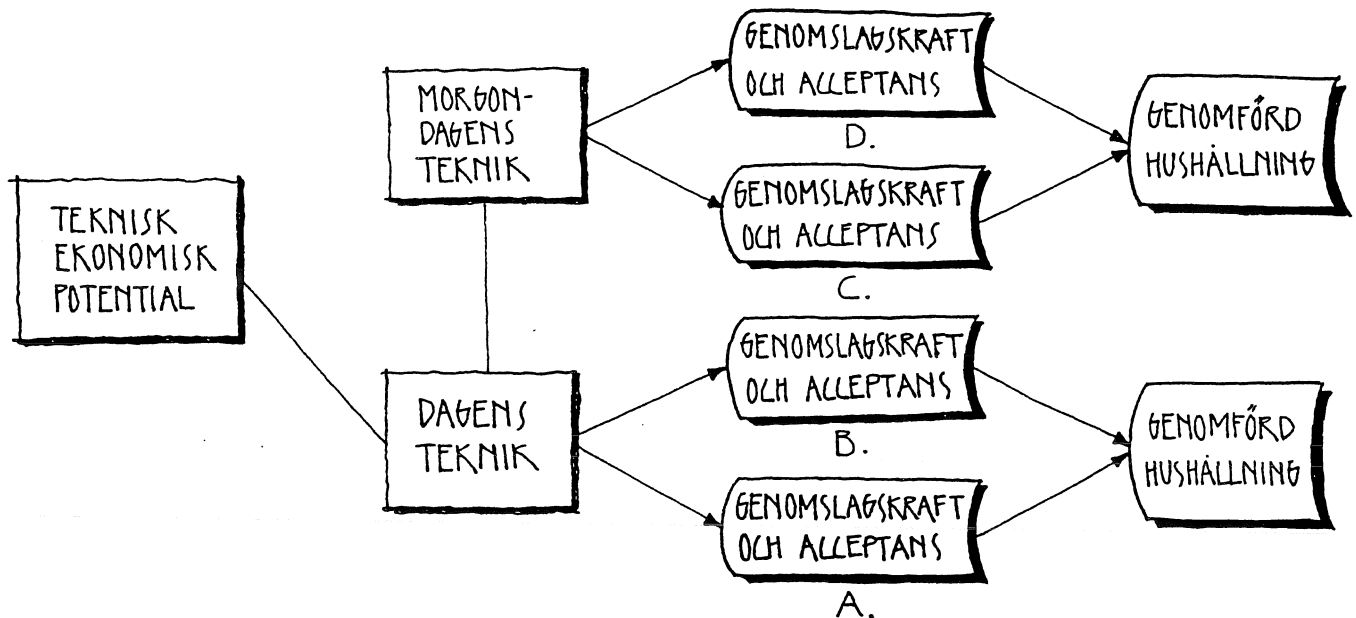 TEKNISK
EKONOMISK
POTENTIAL
MORGON-
DAGENS
TEKNIK
DAGENS
TEKNIK
GENOMSLAGSKRAFT
OCH ACCEPTANS
D.
GENOMSLAGSKRAFT
OCH ACCEPTANS
C.
GENOMSLAGSKRAFT
OCH ACCEPTANS
B.
GENOMSLAGSKRAFT
OCH ACCEPTANS
A.
GENOMFÖRD
HUSHÅLLNING
GENOMFÖRD
HUSHÅLLNING